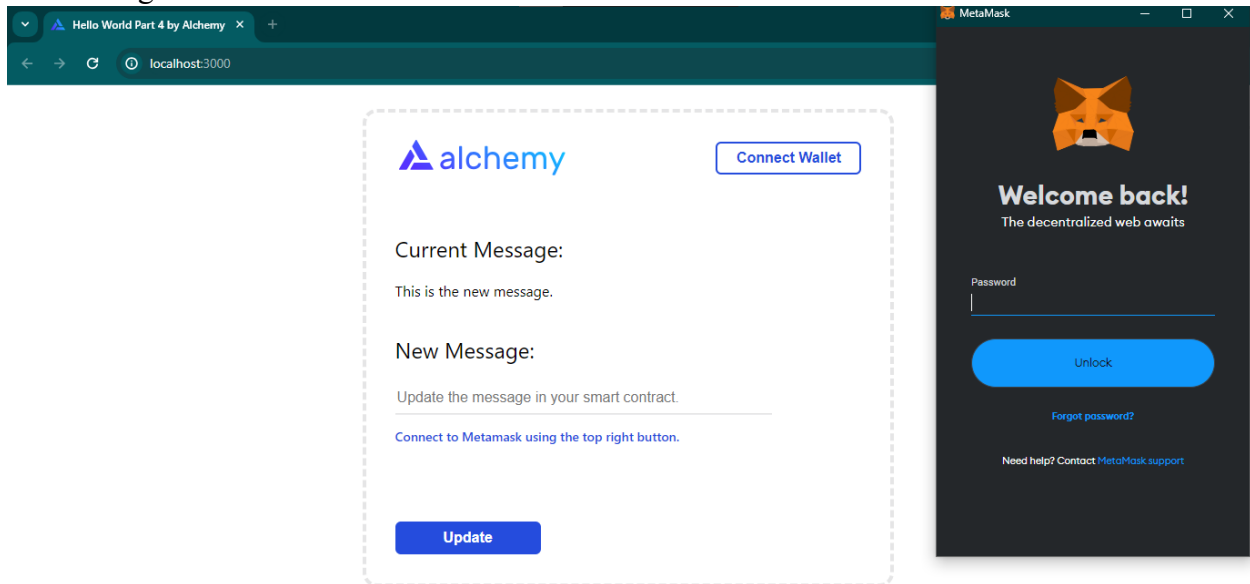 Hello World Part 4 by Alchemy
localhost:3000
alchemy
Connect Wallet
Current Message:
This is the new message.
New Message:
Update the message in your smart contract.
Connect to Metamask using the top right button.
Update
MetaMask
Welcome back!
The decentralized web awaits
Password
Unlock
Forgot password?
Need help? Contact MetaMask support